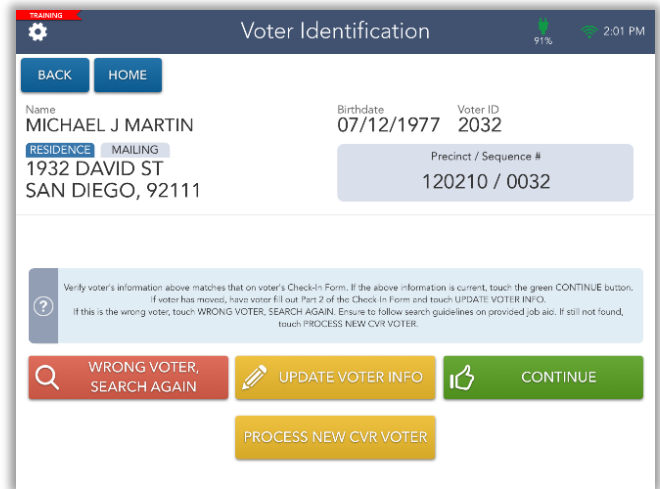 TRAINING
Voter Identification
91%
2:01 PM
BACK
HOME
Name
MICHAEL J MARTIN
Birthdate
07/12/1977
Voter ID
2032
RESIDENCE
MAILING
1932 DAVID ST
SAN DIEGO, 92111
Precinct / Sequence #
120210 / 0032
Verify voter's information above matches that on voter's Check-In Form. If the above information is current, touch the green CONTINUE button.
If voter has moved, have voter fill out Part 2 of the Check-In Form and touch UPDATE VOTER INFO.
If this is the wrong voter, touch WRONG VOTER, SEARCH AGAIN. Ensure to follow search guidelines on provided job aid. If still not found,
touch PROCESS NEW CVR VOTER.
?
WRONG VOTER,
SEARCH AGAIN
UPDATE VOTER INFO
CONTINUE
PROCESS NEW CVR VOTER